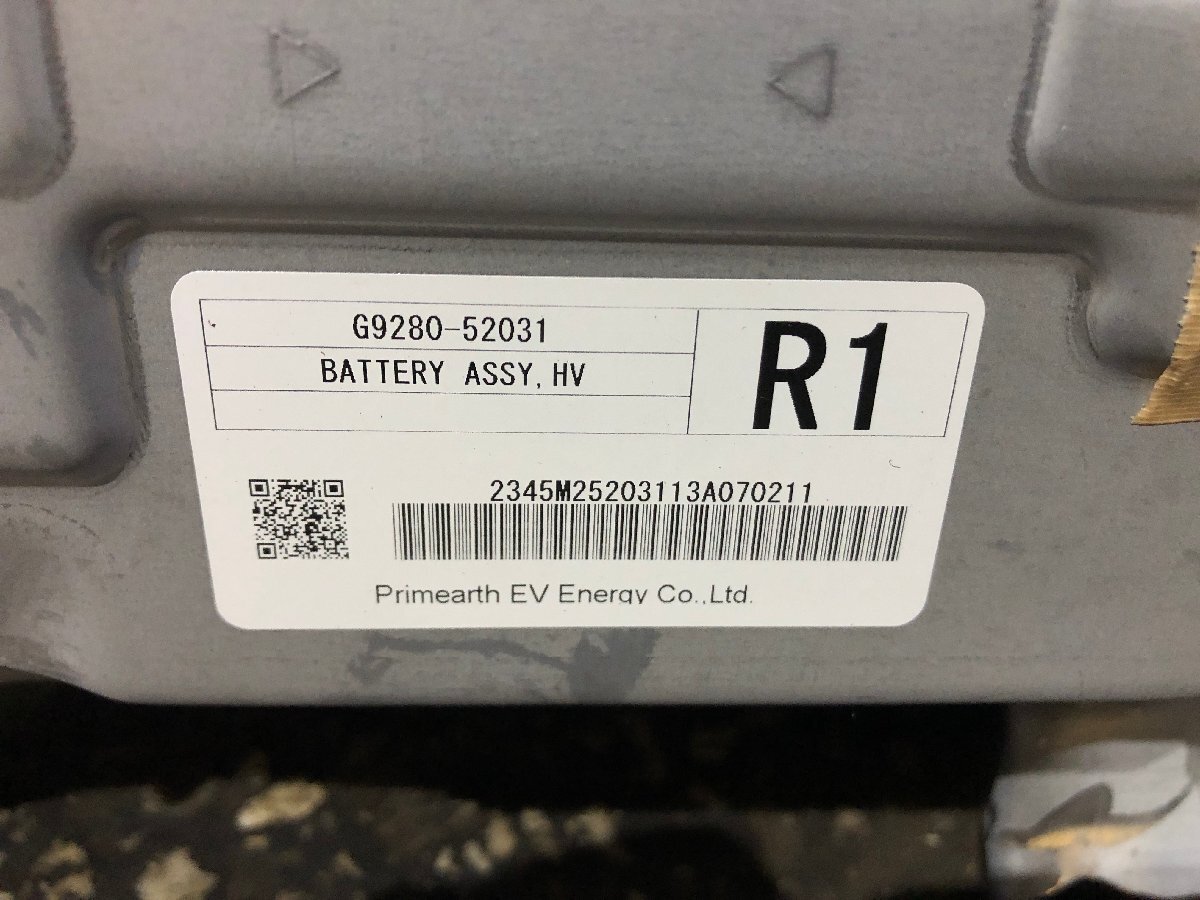 G9280-52031
BATTERY ASSY,HV
R1
2345M25203113A070211
Primearth EV Energy Co.,Ltd.